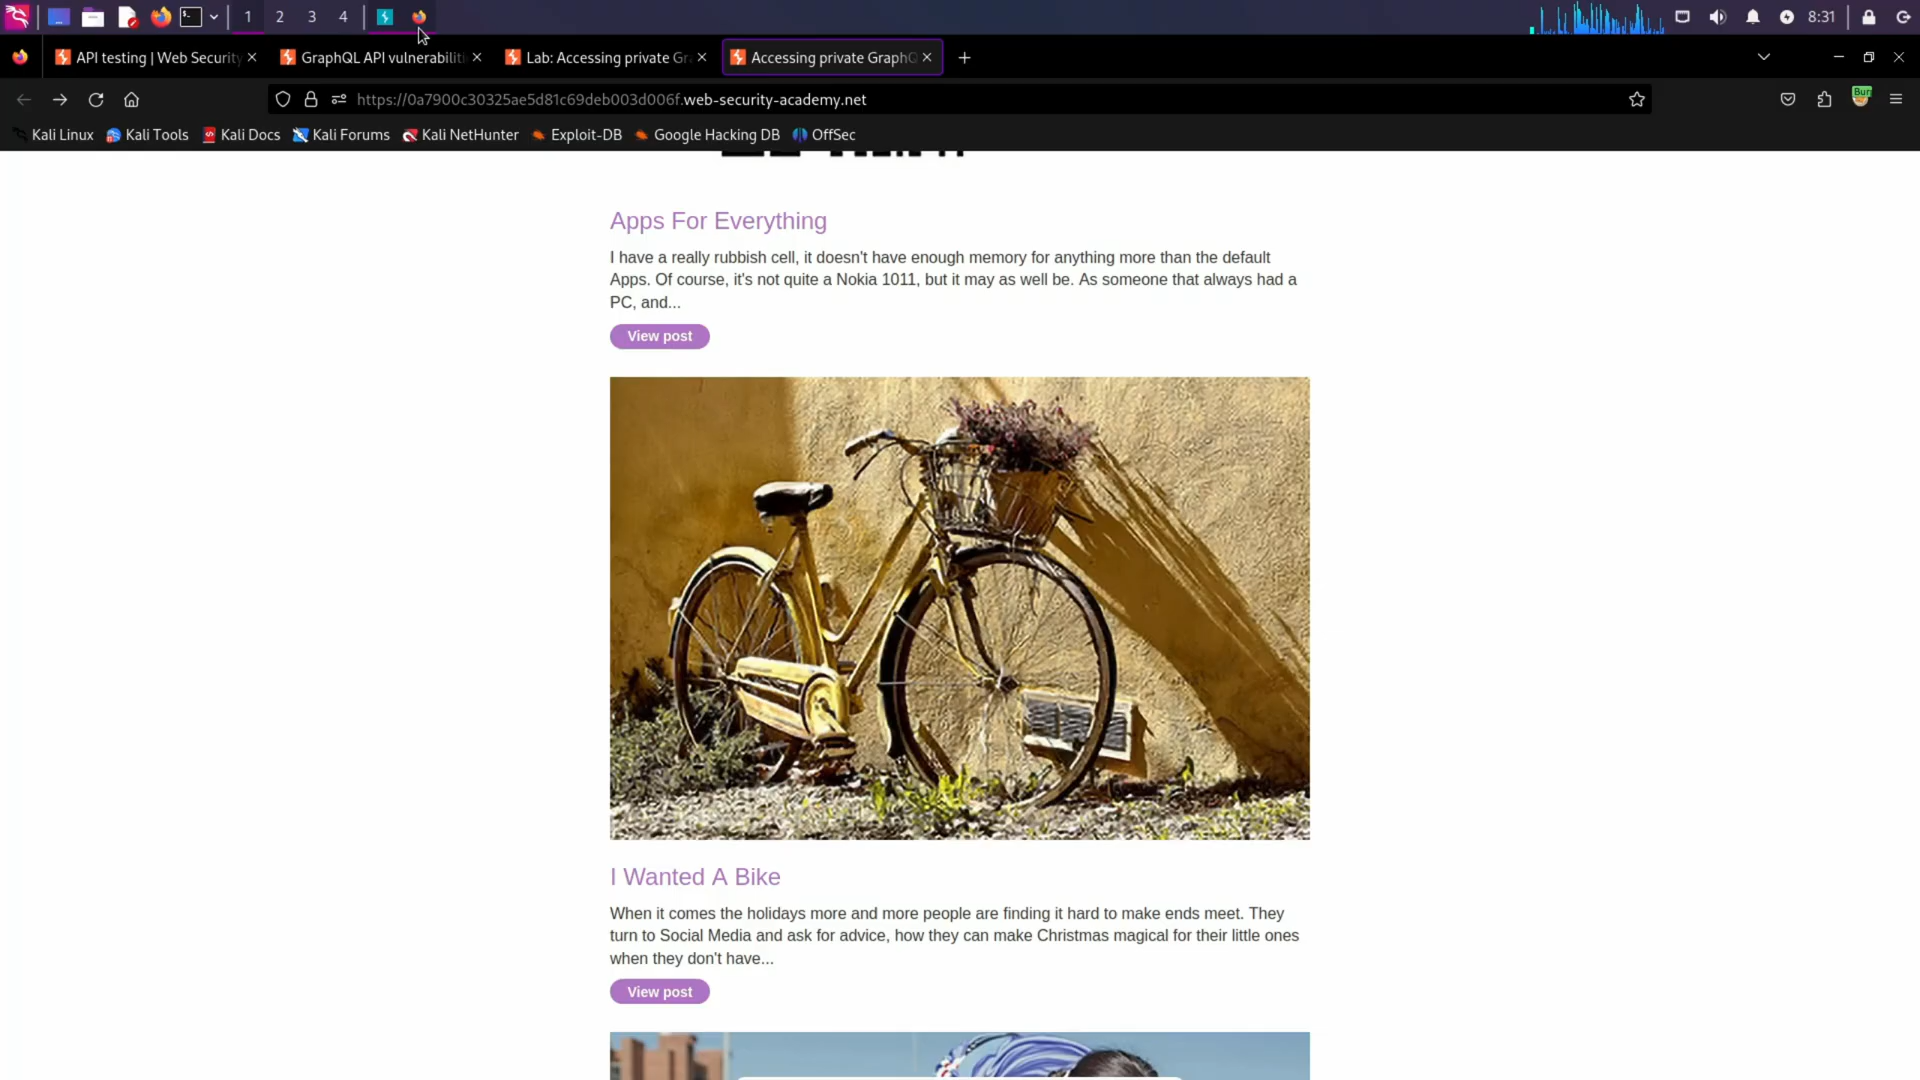 1 2 3 4 8:31
API testing | Web Security GraphQL API vulnerabiliti Lab: Accessing private Gr Accessing private GraphQ
https://0a7900c30325ae5d81c69deb003d006f.web-security-academy.net
Kali Linux Kali Tools Kali Docs Kali Forums Kali NetHunter Exploit-DB Google Hacking DB OffSec
Apps For Everything
I have a really rubbish cell, it doesn't have enough memory for anything more than the default
Apps. Of course, it's not quite a Nokia 1011, but it may as well be. As someone that always had a
PC, and...
View post
I Wanted A Bike
When it comes the holidays more and more people are finding it hard to make ends meet. They
turn to Social Media and ask for advice, how they can make Christmas magical for their little ones
when they don't have...
View post